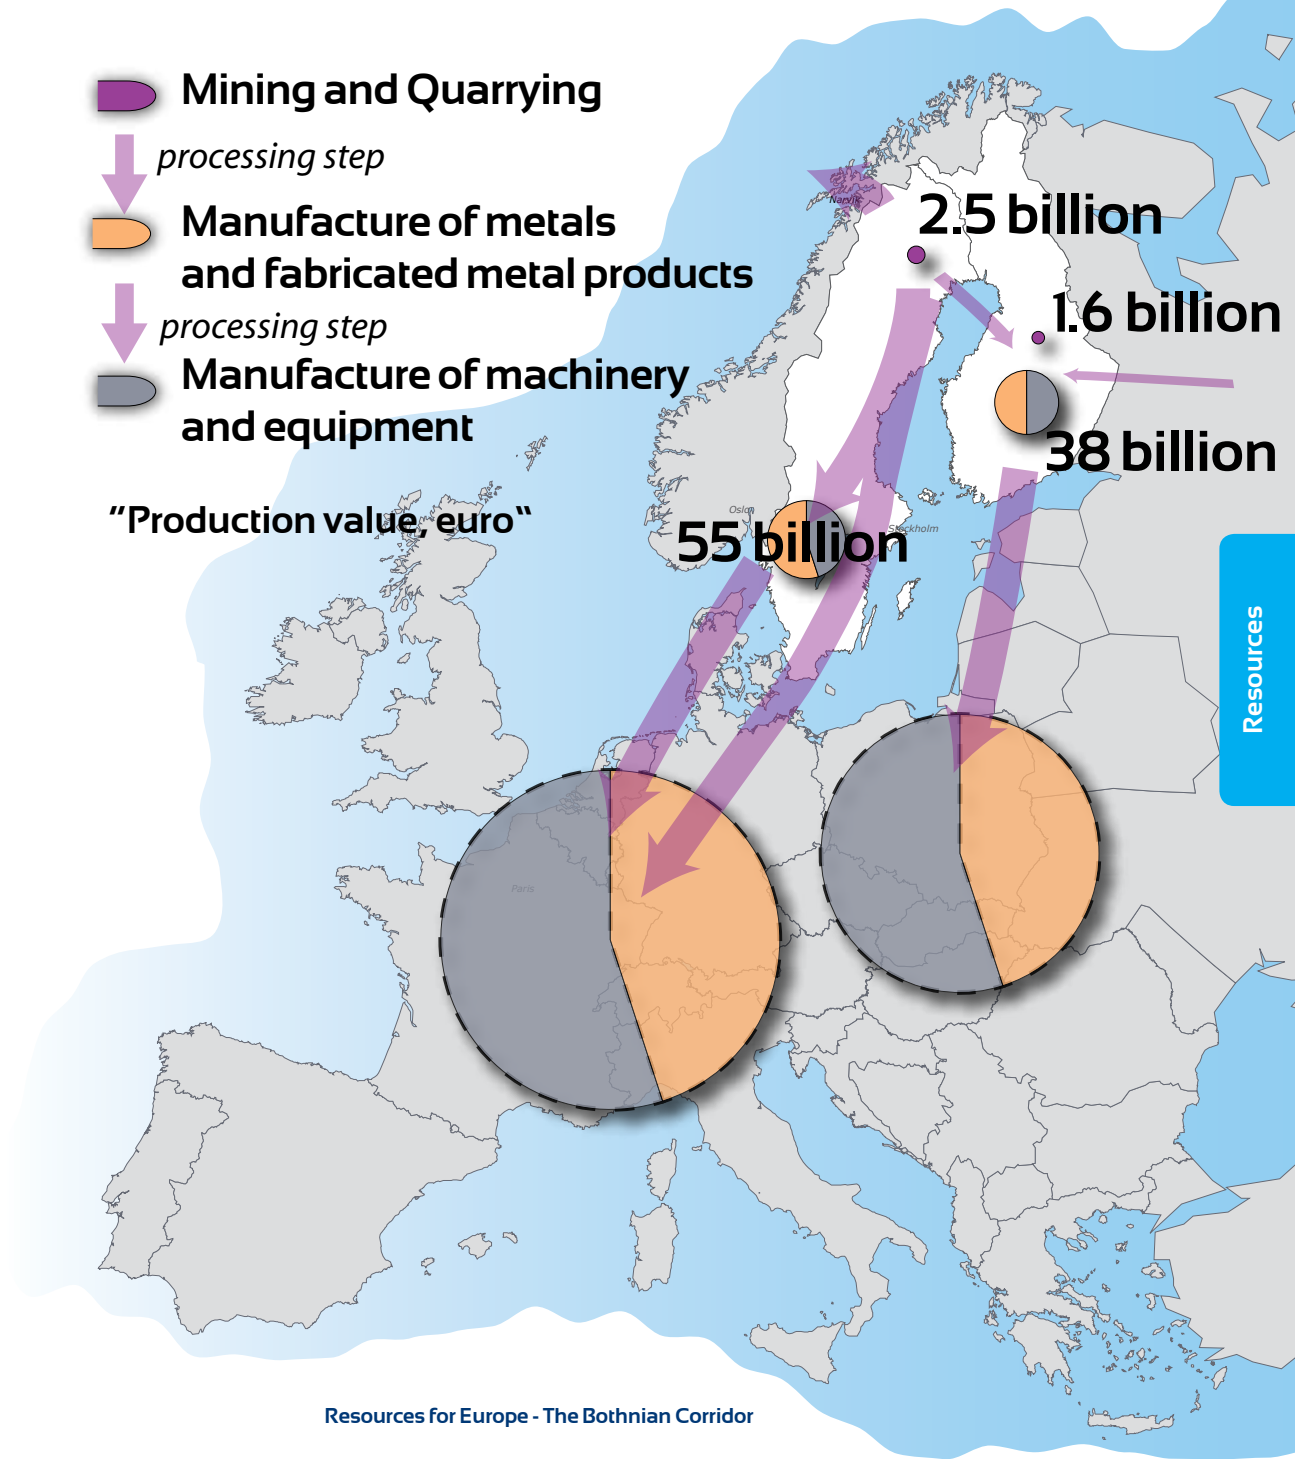 Mining and Quarrying
processing step
Manufacture of metals
and fabricated metal products
processing step
Manufacture of machinery
and equipment
"Production value, euro“
Narvik
2.5 billion
1.6 billion
38 billion
Oslo
Stockholm
55 billion
Resources
Paris
Resources for Europe - The Bothnian Corridor